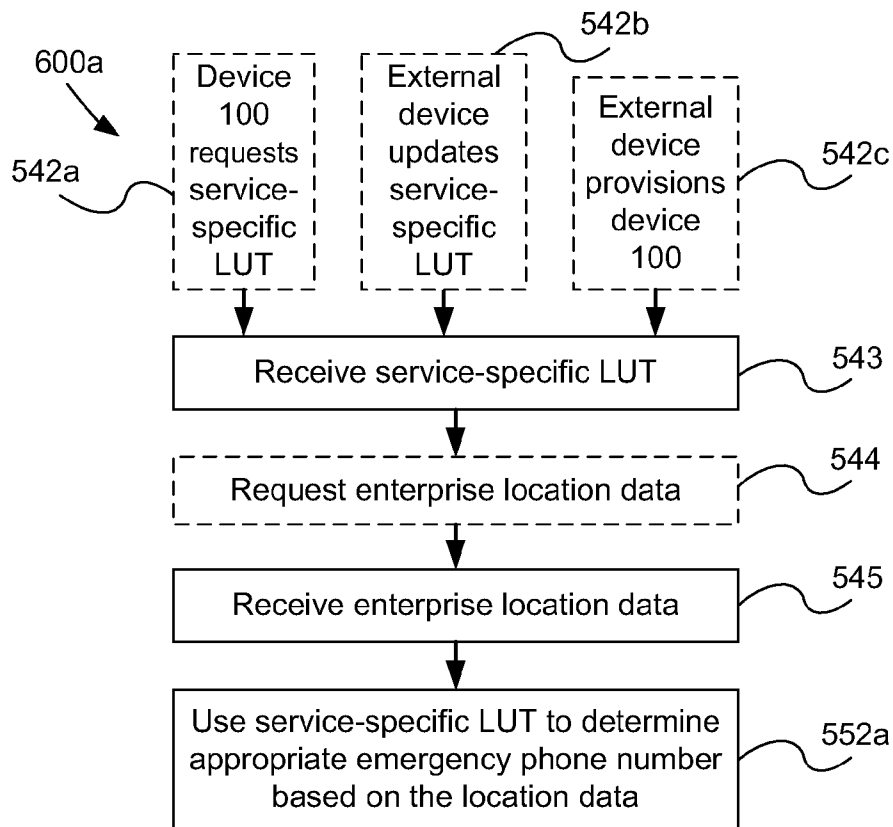 600a
542a
Device
100
requests
service-
specific
LUT
542b
External
device
updates
service-
specific
LUT
542c
External
device
provisions
device
100
Receive service-specific LUT
543
Request enterprise location data
544
Receive enterprise location data
545
Use service-specific LUT to determine
appropriate emergency phone number
based on the location data
552a